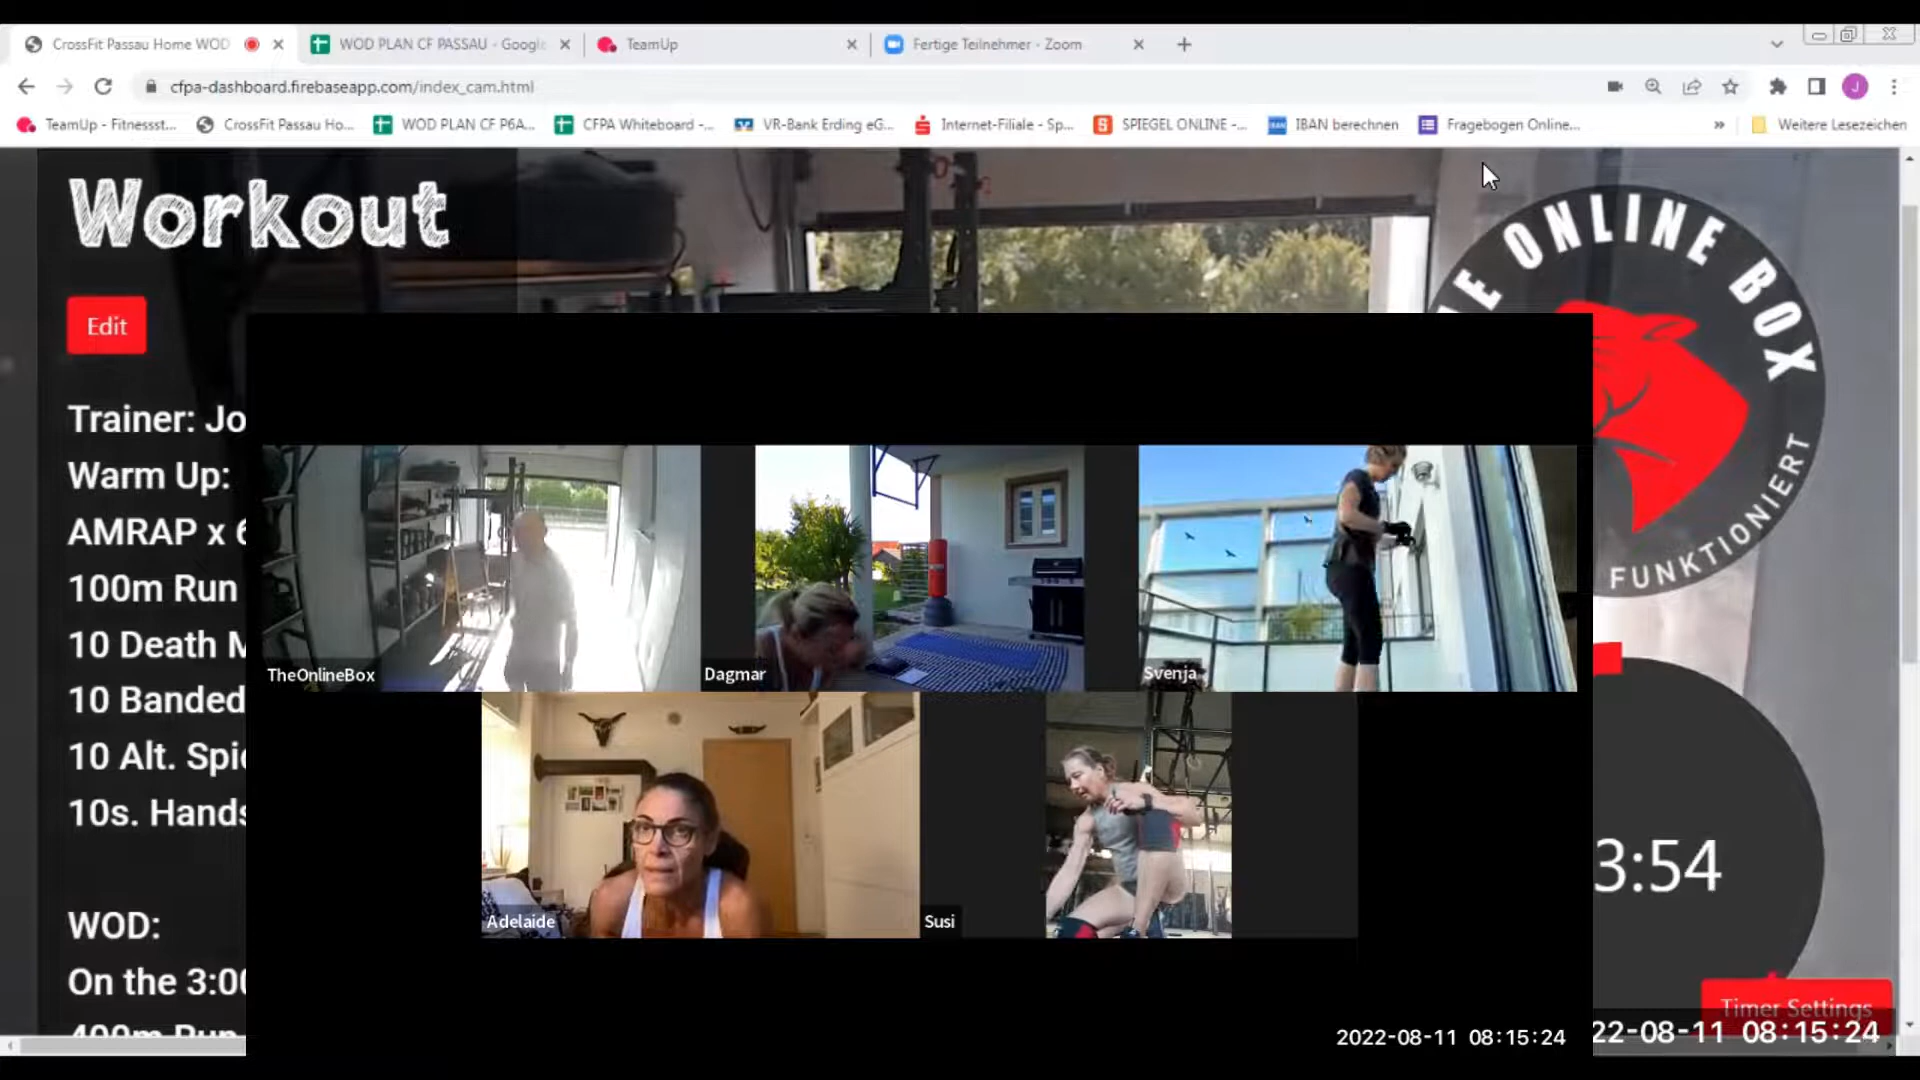 CrossFit Passau Home WOD
WOD PLAN CF PASSAU - Google
TeamUp
Fertige Teilnehmer - Zoom
cfpa-dashboard.firebaseapp.com/index_cam.html
J
TeamUp - Fitnessst...
CrossFit Passau Ho...
WOD PLAN CF P6A...
CFPA Whiteboard -...
VR-Bank Erding eG...
Internet-Filiale - Sp...
SPIEGEL ONLINE -...
IBAN berechnen
Fragebogen Online...
Weitere Lesezeichen
Workout
Edit
Trainer: Jo
Warm Up:
AMRAP x 6
100m Run
10 Death M
10 Banded
10 Alt. Spi
10s. Hands
WOD:
On the 3:00
400m Run
ONLINE BOX
FUNKTIONIERT
TheOnlineBox
Dagmar
Svenja
Adelaide
Susi
3:54
Timer Settings
2022-08-11 08:15:24
22-08-11 08:15:24